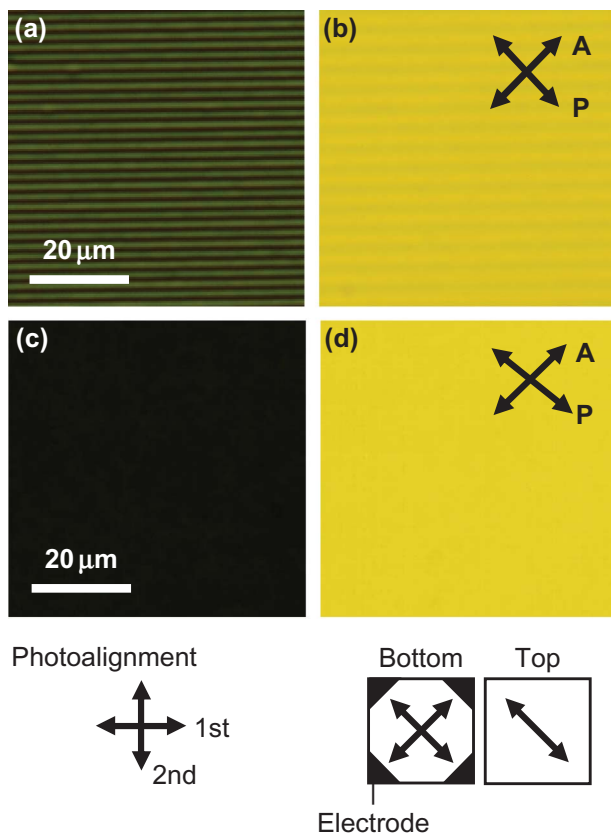 (a)
(b)
A
P
20 μm
(c)
(d)
A
P
20 μm
Photoalignment
1st
2nd
Bottom
Top
Electrode